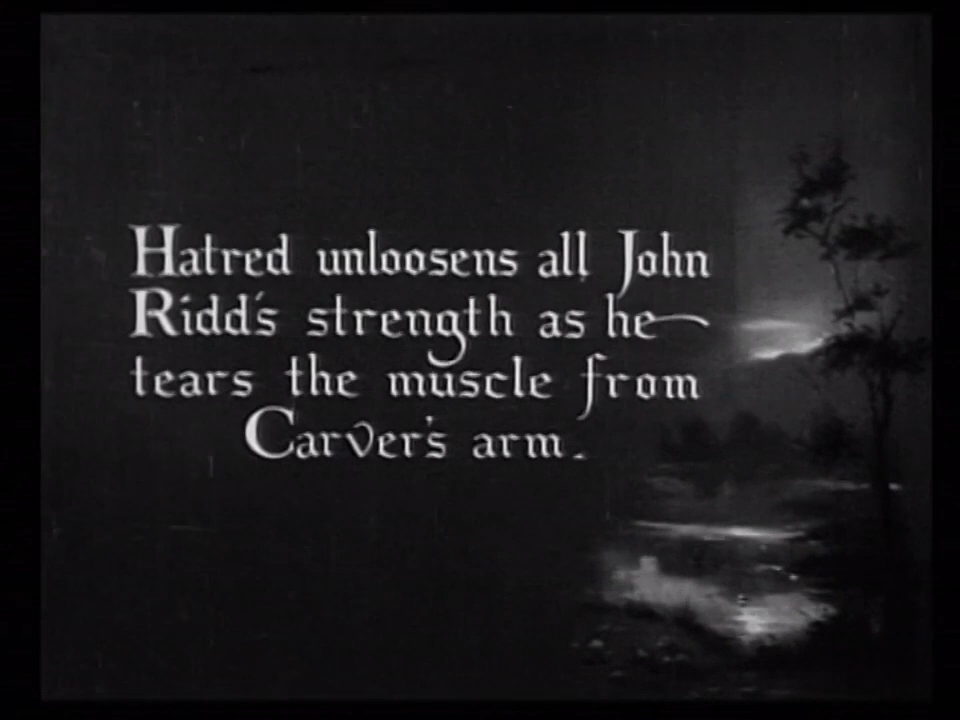 Hatred unloosens all John
Ridd's strength as he
tears the muscle from
Carver's arm.